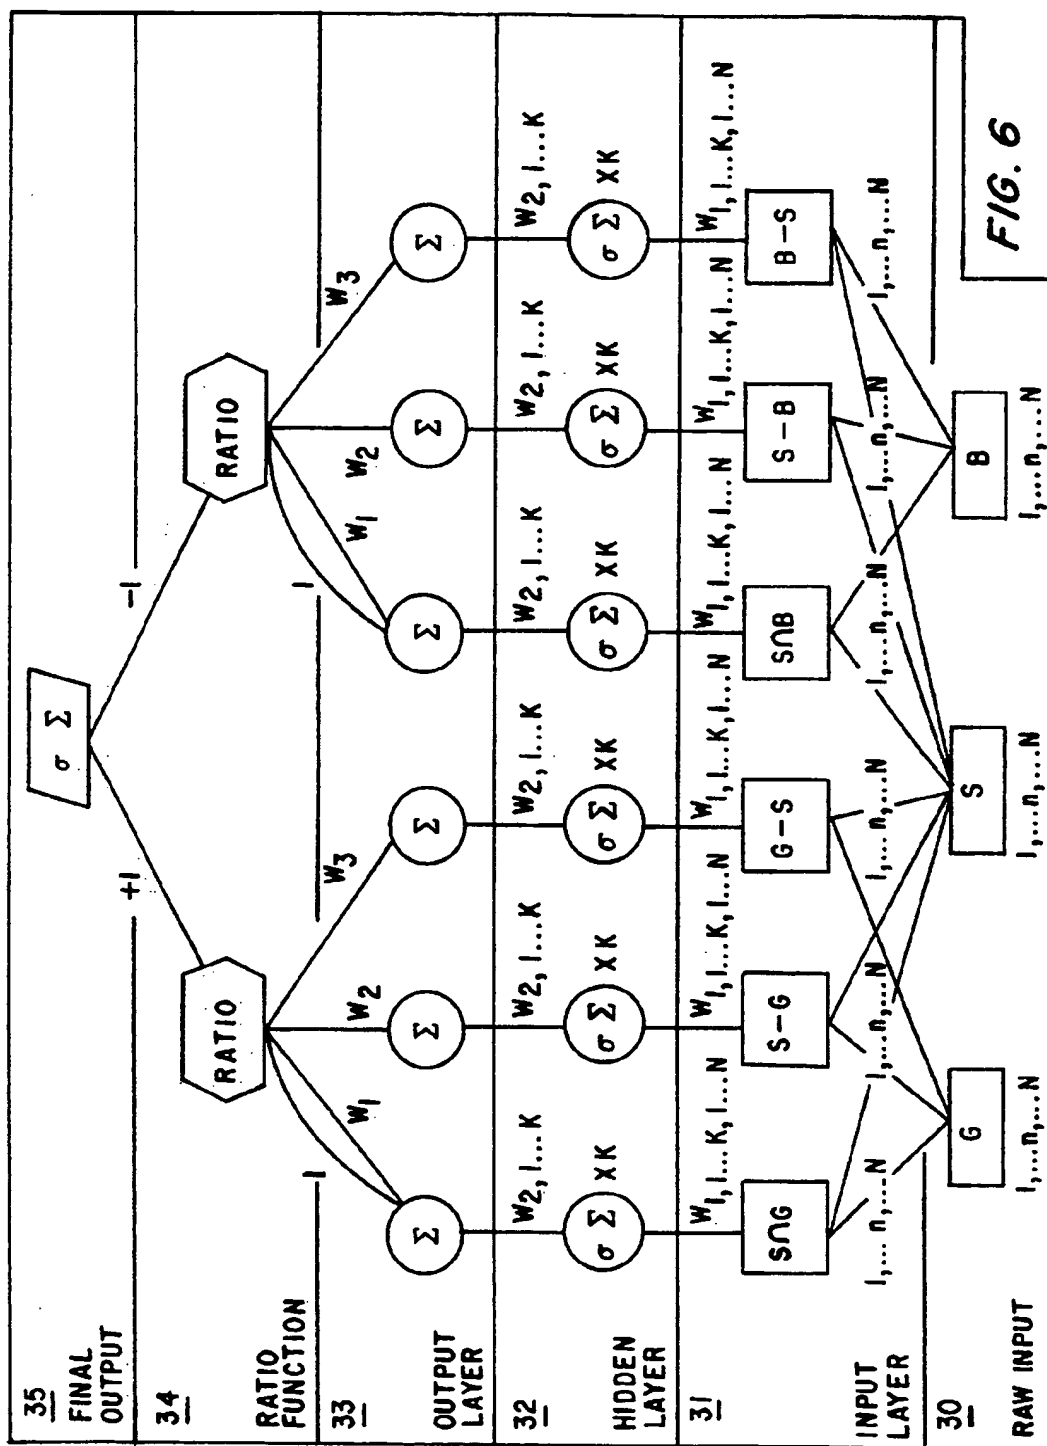 35
FINAL
OUTPUT
σ Σ
+1
-1
34
RATIO
FUNCTION
RATIO
RATIO
1
W1
W2
W3
1
W1
W2
W3
33
OUTPUT
LAYER
Σ
Σ
Σ
Σ
Σ
Σ
W2, 1...K
W2, 1...K
W2, 1...K
W2, 1...K
W2, 1...K
W2, 1...K
32
HIDDEN
LAYER
σ Σ XK
σ Σ XK
σ Σ XK
σ Σ XK
σ Σ XK
σ Σ XK
W1, 1...K, 1...N
W1, 1...K, 1...N
W1, 1...K, 1...N
W1, 1...K, 1...N
W1, 1...K, 1...N
W1, 1...K, 1...N
31
INPUT
LAYER
S∩G
S-G
G-S
S∩B
S-B
B-S
1,...n,...N
1,...n,...N
1,...n,...N
1,...n,...N
1,...n,...N
1,...n,...N
30
RAW INPUT
G
S
B
1,...n,...N
1,...n,...N
1,...n,...N
FIG. 6